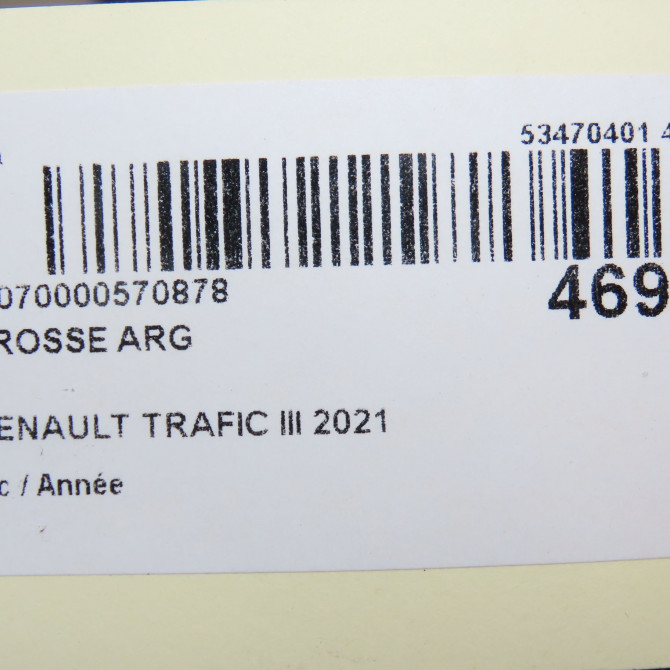 53470401 4
070000570878
469
ROSSE ARG
ENAULT TRAFIC III 2021
c / Année